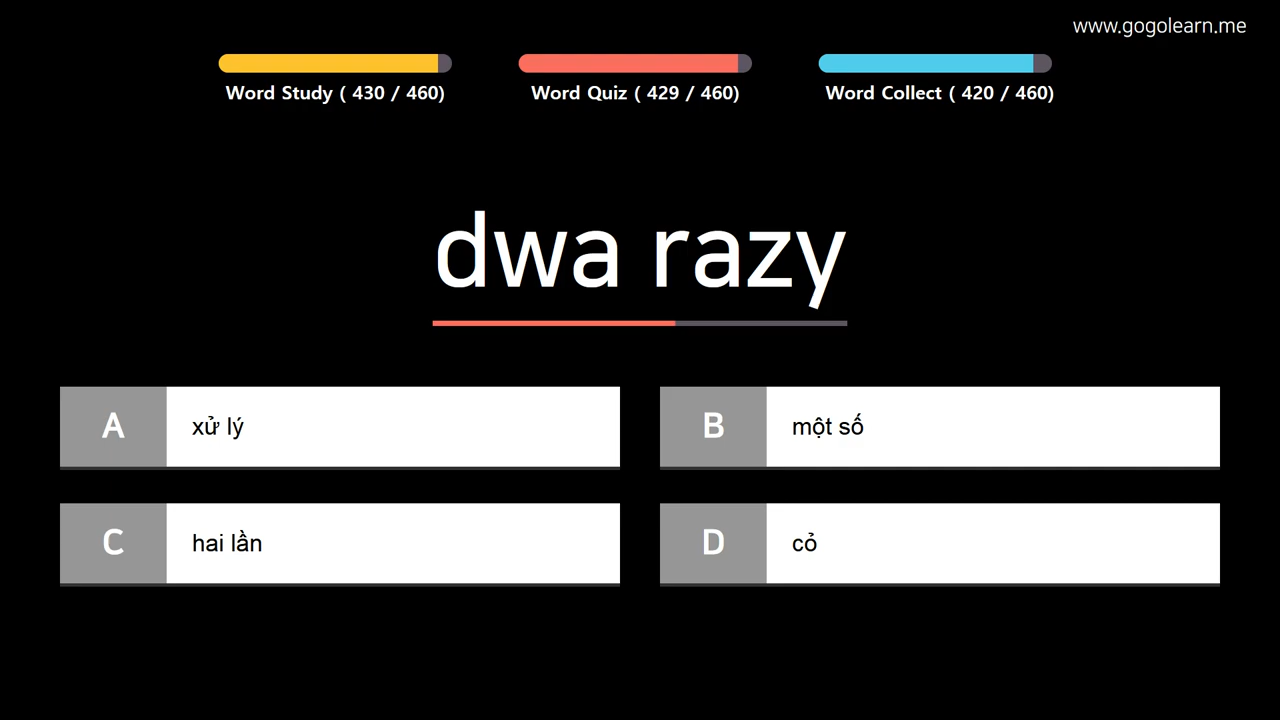 www.gogolearn.me
Word Study ( 430 / 460)
Word Quiz ( 429 / 460)
Word Collect ( 420 / 460)
dwa razy
A
xử lý
B
một số
C
hai lần
D
cỏ